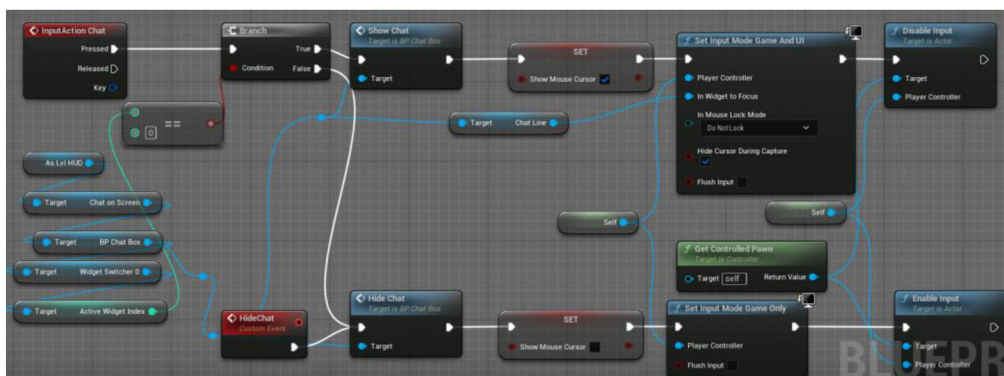 InputAction Chat
Pressed
Released
Key
Branch
True
Condition False
Show Chat
Target is BP Chat Box
Target
SET
Show Mouse Cursor
Set Input Mode Game And UI
Player Controller
In Widget to Focus
In Mouse Lock Mode
Do Not Lock
Hide Cursor During Capture
Flush Input
Disable Input
Target is Actor
Target
Player Controller
0 ==
Target Chat Line
As Lvl HUD
Target Chat on Screen
Target BP Chat Box
Target Widget Switcher 0
Target Active Widget Index
Self
Self
Get Controlled Pawn
Target is Controller
Target self Return Value
HideChat
Custom Event
Hide Chat
Target is BP Chat Box
Target
SET
Show Mouse Cursor
Set Input Mode Game Only
Player Controller
Flush Input
Enable Input
Target is Actor
Target
Player Controller
BLUEPR